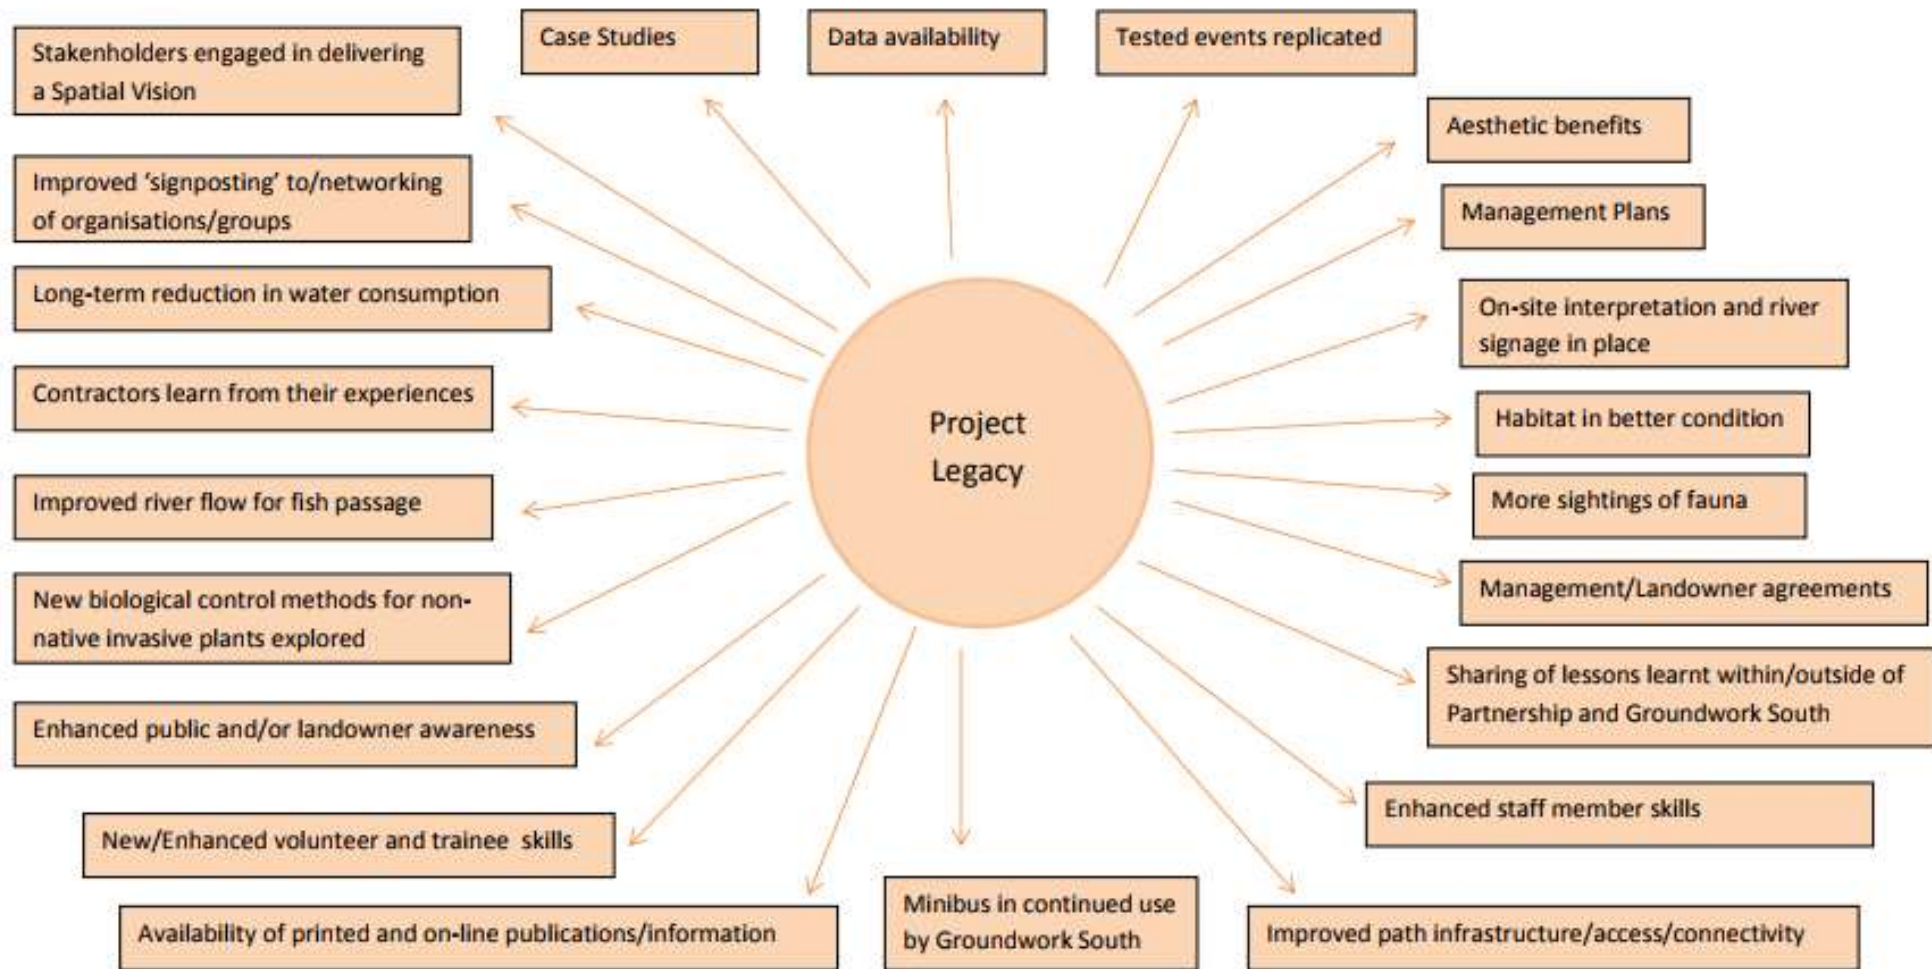 Stakeholders engaged in delivering
a Spatial Vision
Case Studies
Data availability
Tested events replicated
Aesthetic benefits
Improved ‘signposting’ to/networking
of organisations/groups
Management Plans
Long-term reduction in water consumption
On-site interpretation and river
signage in place
Contractors learn from their experiences
Project
Legacy
Habitat in better condition
Improved river flow for fish passage
More sightings of fauna
New biological control methods for non-
native invasive plants explored
Management/Landowner agreements
Enhanced public and/or landowner awareness
Sharing of lessons learnt within/outside of
Partnership and Groundwork South
New/Enhanced volunteer and trainee skills
Enhanced staff member skills
Availability of printed and on-line publications/information
Minibus in continued use
by Groundwork South
Improved path infrastructure/access/connectivity